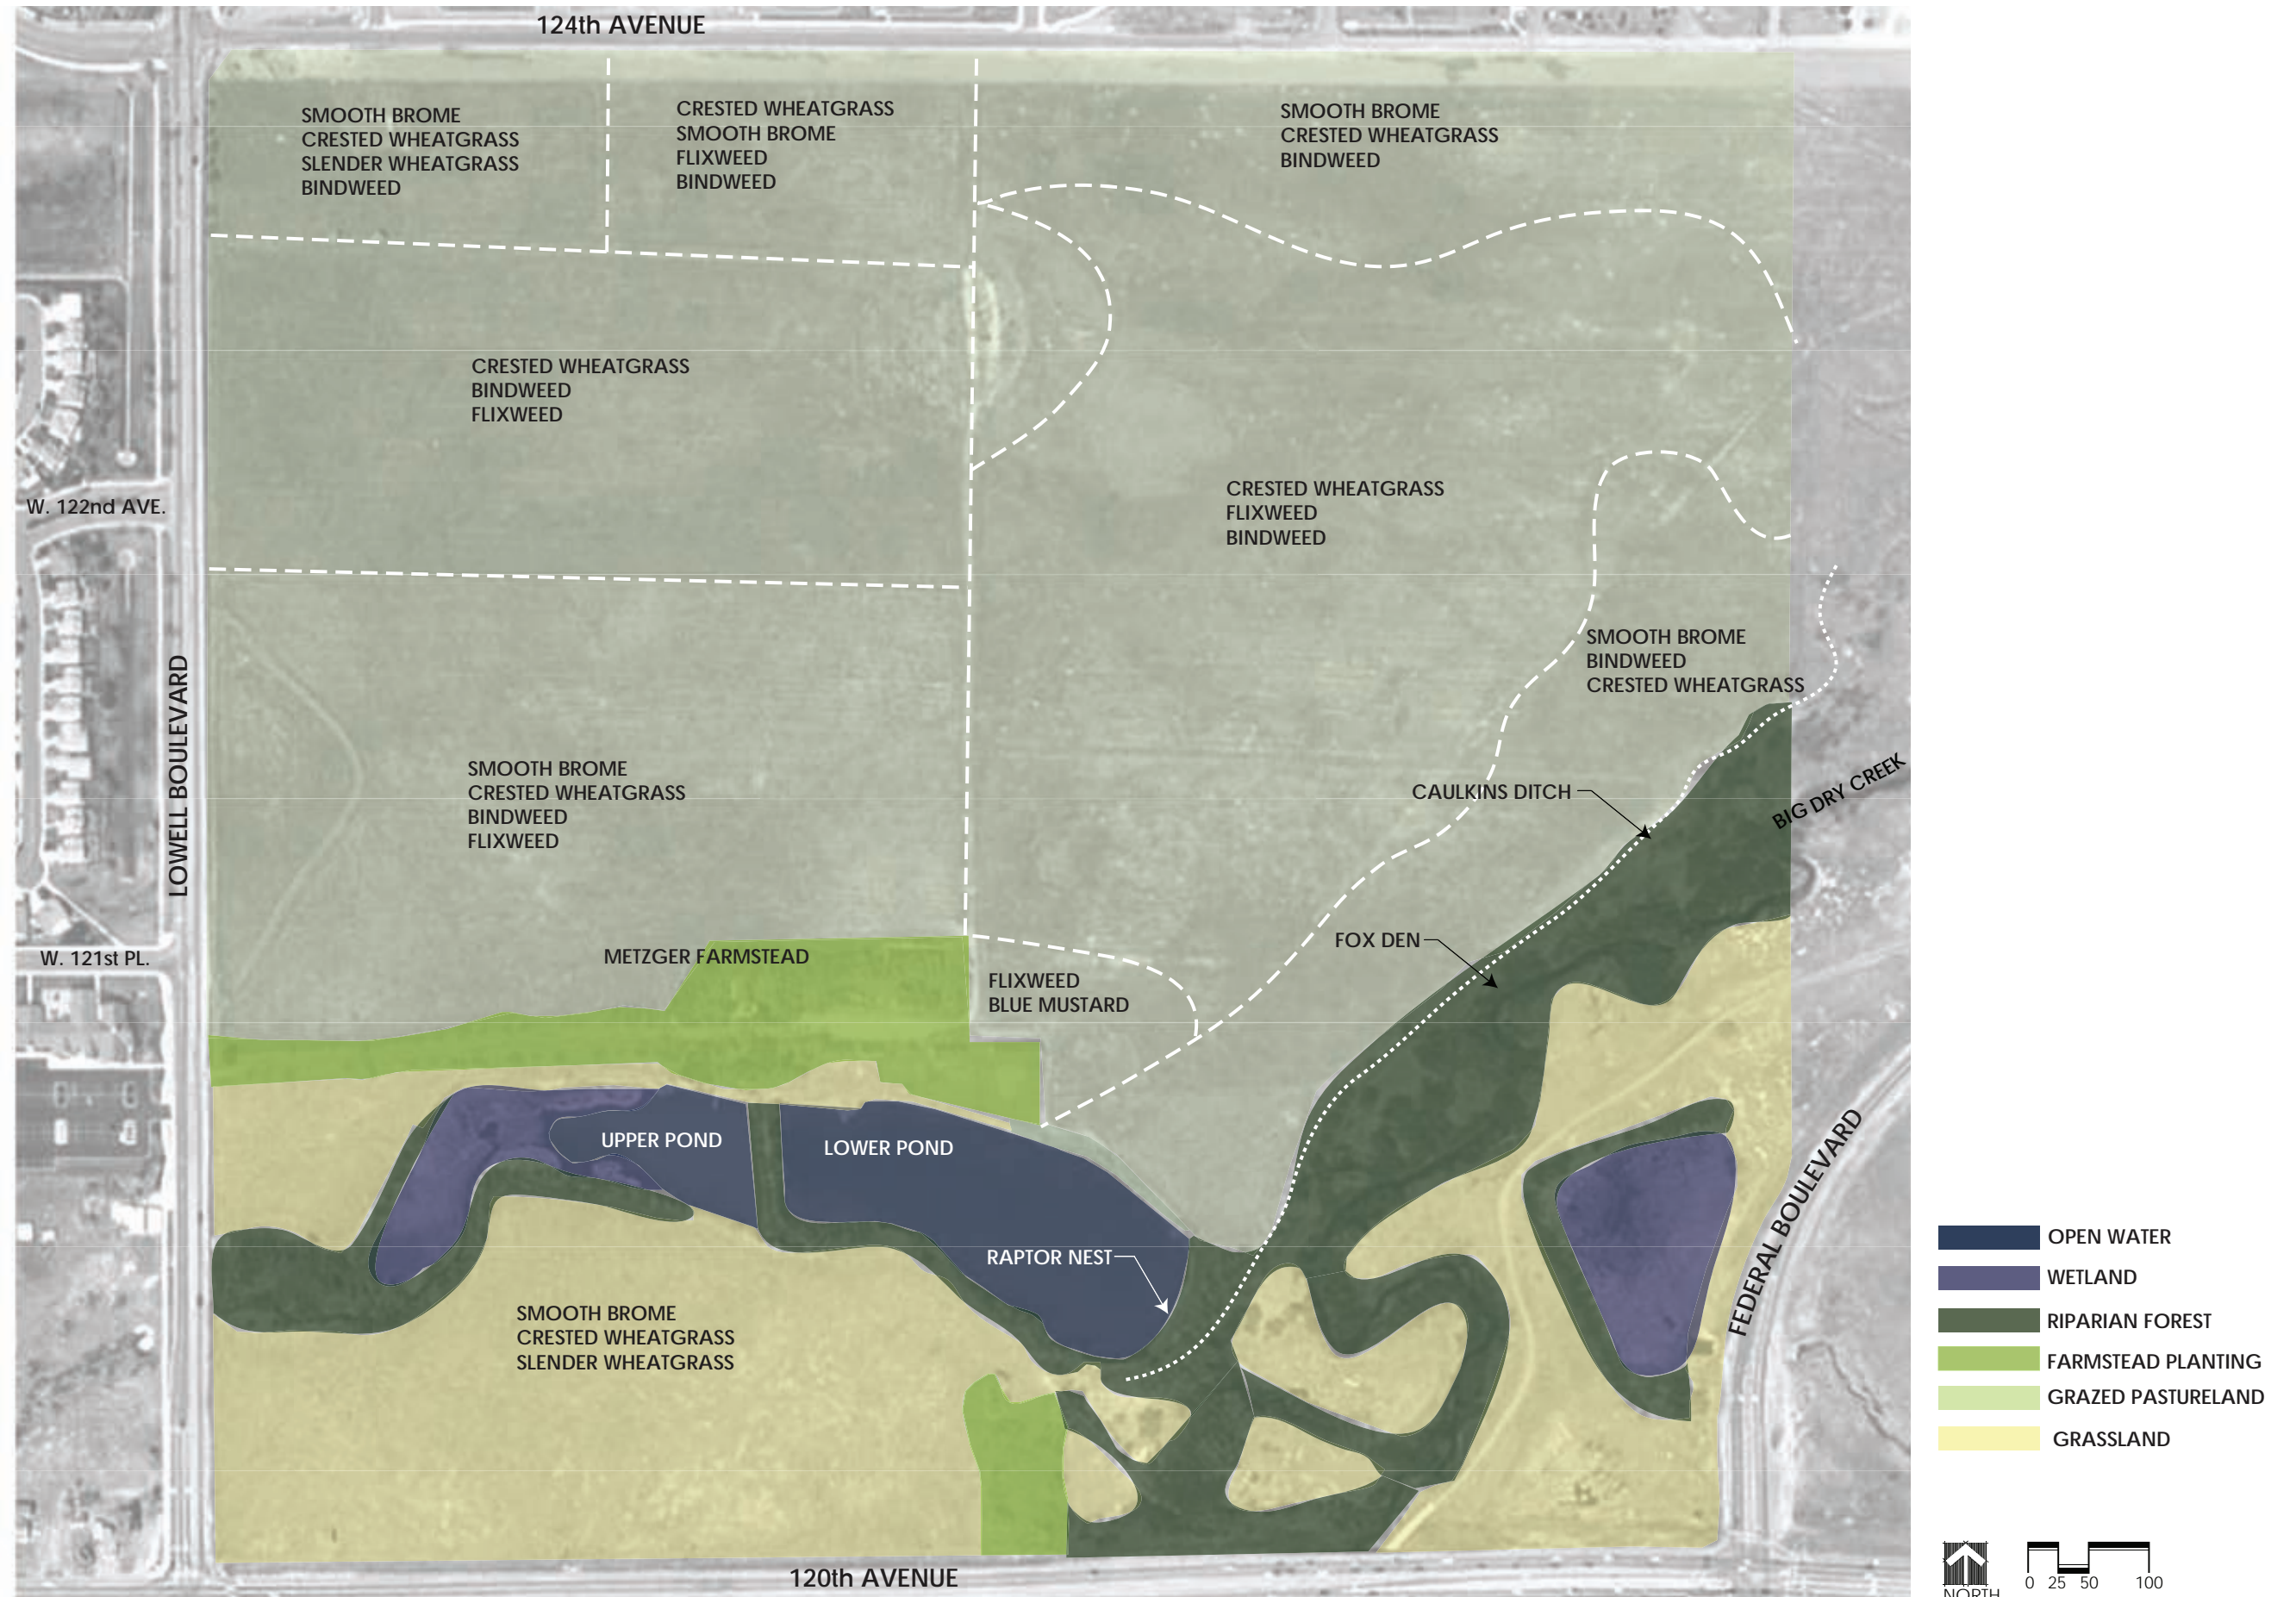 124th AVENUE
SMOOTH BROME
CRESTED WHEATGRASS
SLENDER WHEATGRASS
BINDWEED
CRESTED WHEATGRASS
SMOOTH BROME
FLIXWEED
BINDWEED
SMOOTH BROME
CRESTED WHEATGRASS
BINDWEED
CRESTED WHEATGRASS
BINDWEED
FLIXWEED
W. 122nd AVE.
CRESTED WHEATGRASS
FLIXWEED
BINDWEED
SMOOTH BROME
BINDWEED
CRESTED WHEATGRASS
LOWELL BOULEVARD
SMOOTH BROME
CRESTED WHEATGRASS
BINDWEED
FLIXWEED
CAULKINS DITCH
BIG DRY CREEK
W. 121st PL.
METZGER FARMSTEAD
FOX DEN
FLIXWEED
BLUE MUSTARD
UPPER POND
LOWER POND
RAPTOR NEST
FEDERAL BOULEVARD
SMOOTH BROME
CRESTED WHEATGRASS
SLENDER WHEATGRASS
120th AVENUE
OPEN WATER
WETLAND
RIPARIAN FOREST
FARMSTEAD PLANTING
GRAZED PASTURELAND
GRASSLAND
NORTH
0 25 50 100